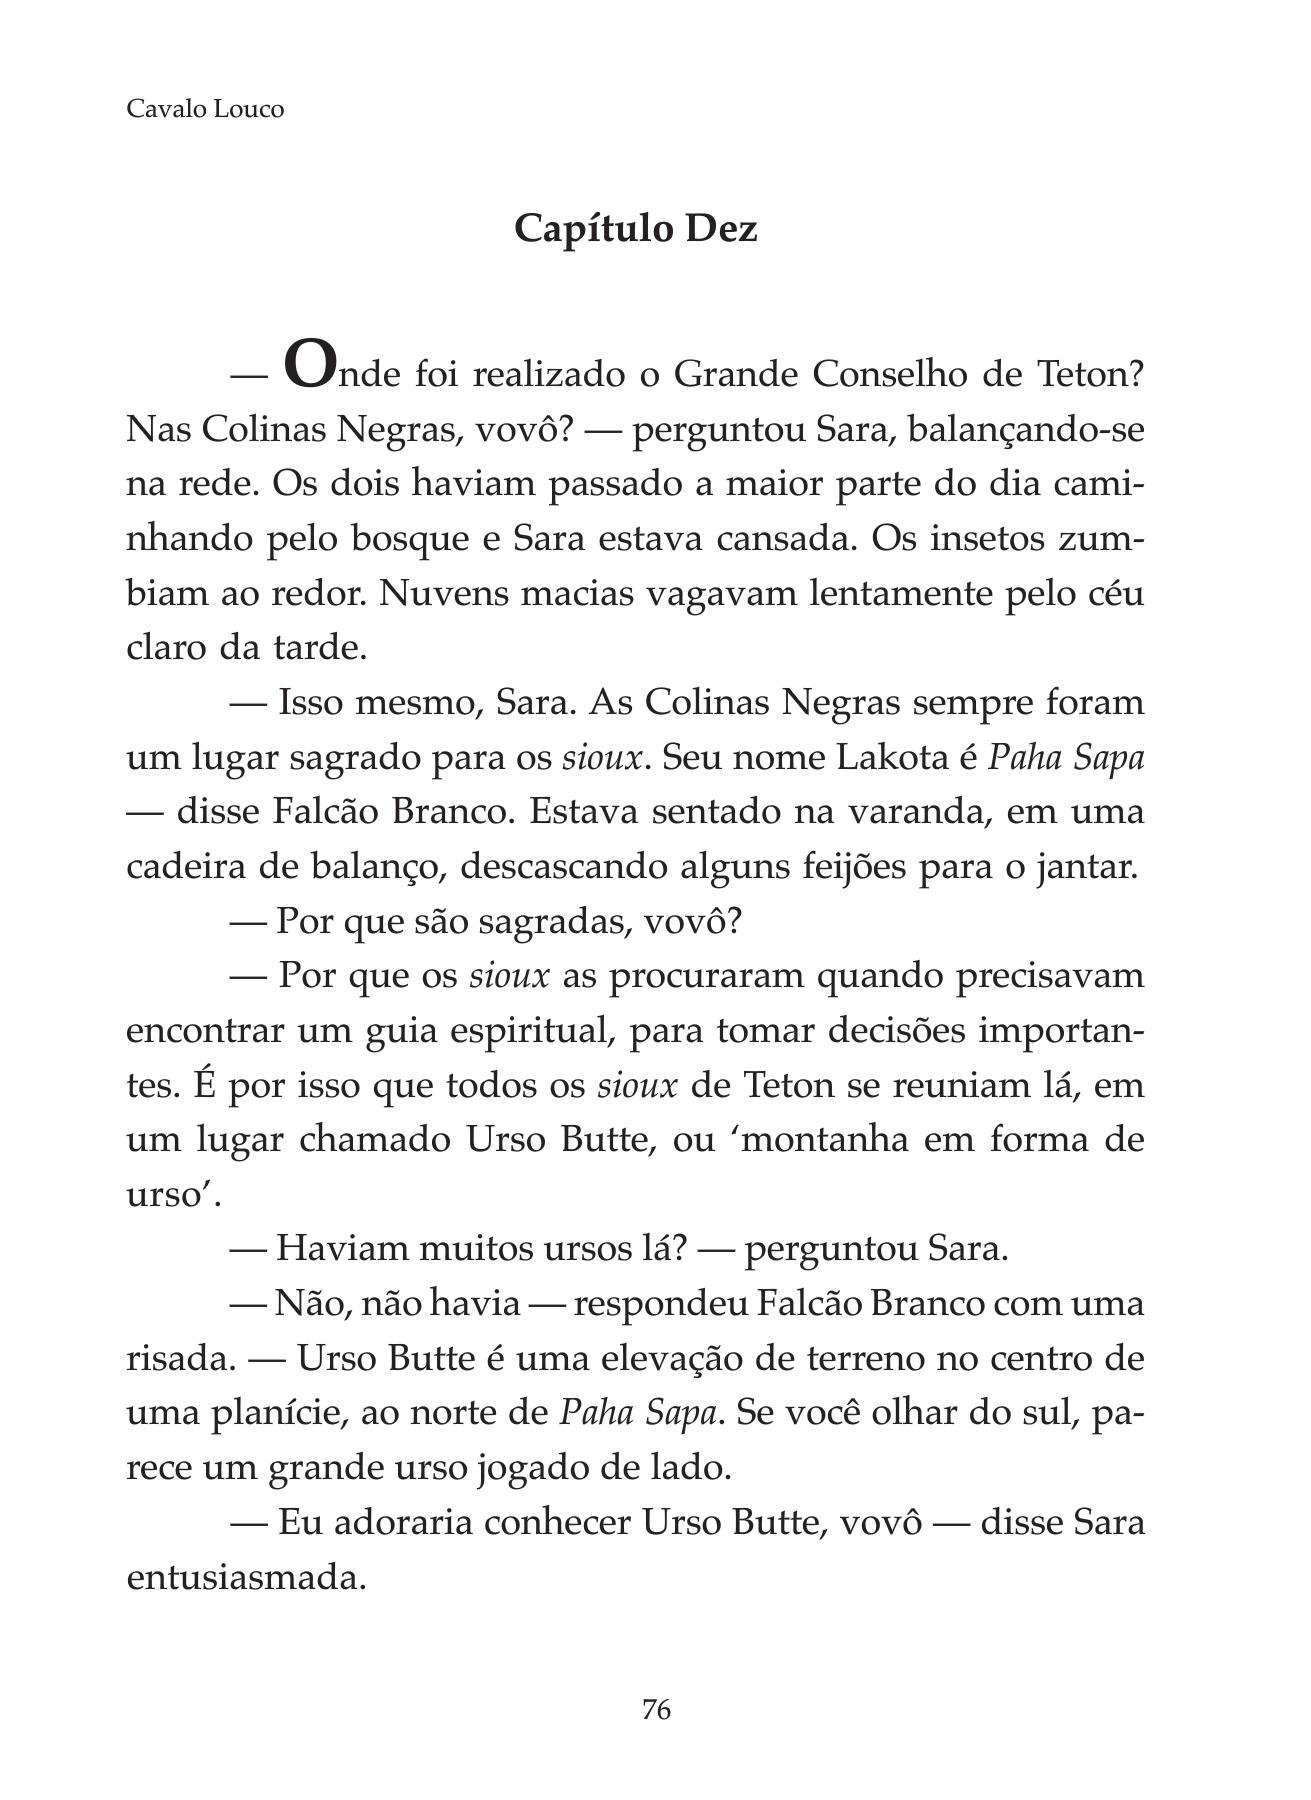 Cavalo Louco
Capítulo Dez
— Onde foi realizado o Grande Conselho de Teton?
Nas Colinas Negras, vovô? — perguntou Sara, balançando-se
na rede. Os dois haviam passado a maior parte do dia cami-
nhando pelo bosque e Sara estava cansada. Os insetos zum-
biam ao redor. Nuvens macias vagavam lentamente pelo céu
claro da tarde.
— Isso mesmo, Sara. As Colinas Negras sempre foram
um lugar sagrado para os sioux. Seu nome Lakota é Paha Sapa
— disse Falcão Branco. Estava sentado na varanda, em uma
cadeira de balanço, descascando alguns feijões para o jantar.
— Por que são sagradas, vovô?
— Por que os sioux as procuraram quando precisavam
encontrar um guia espiritual, para tomar decisões importan-
tes. É por isso que todos os sioux de Teton se reuniam lá, em
um lugar chamado Urso Butte, ou ‘montanha em forma de
urso’.
— Haviam muitos ursos lá? — perguntou Sara.
— Não, não havia — respondeu Falcão Branco com uma
risada. — Urso Butte é uma elevação de terreno no centro de
uma planície, ao norte de Paha Sapa. Se você olhar do sul, pa-
rece um grande urso jogado de lado.
— Eu adoraria conhecer Urso Butte, vovô — disse Sara
entusiasmada.
76